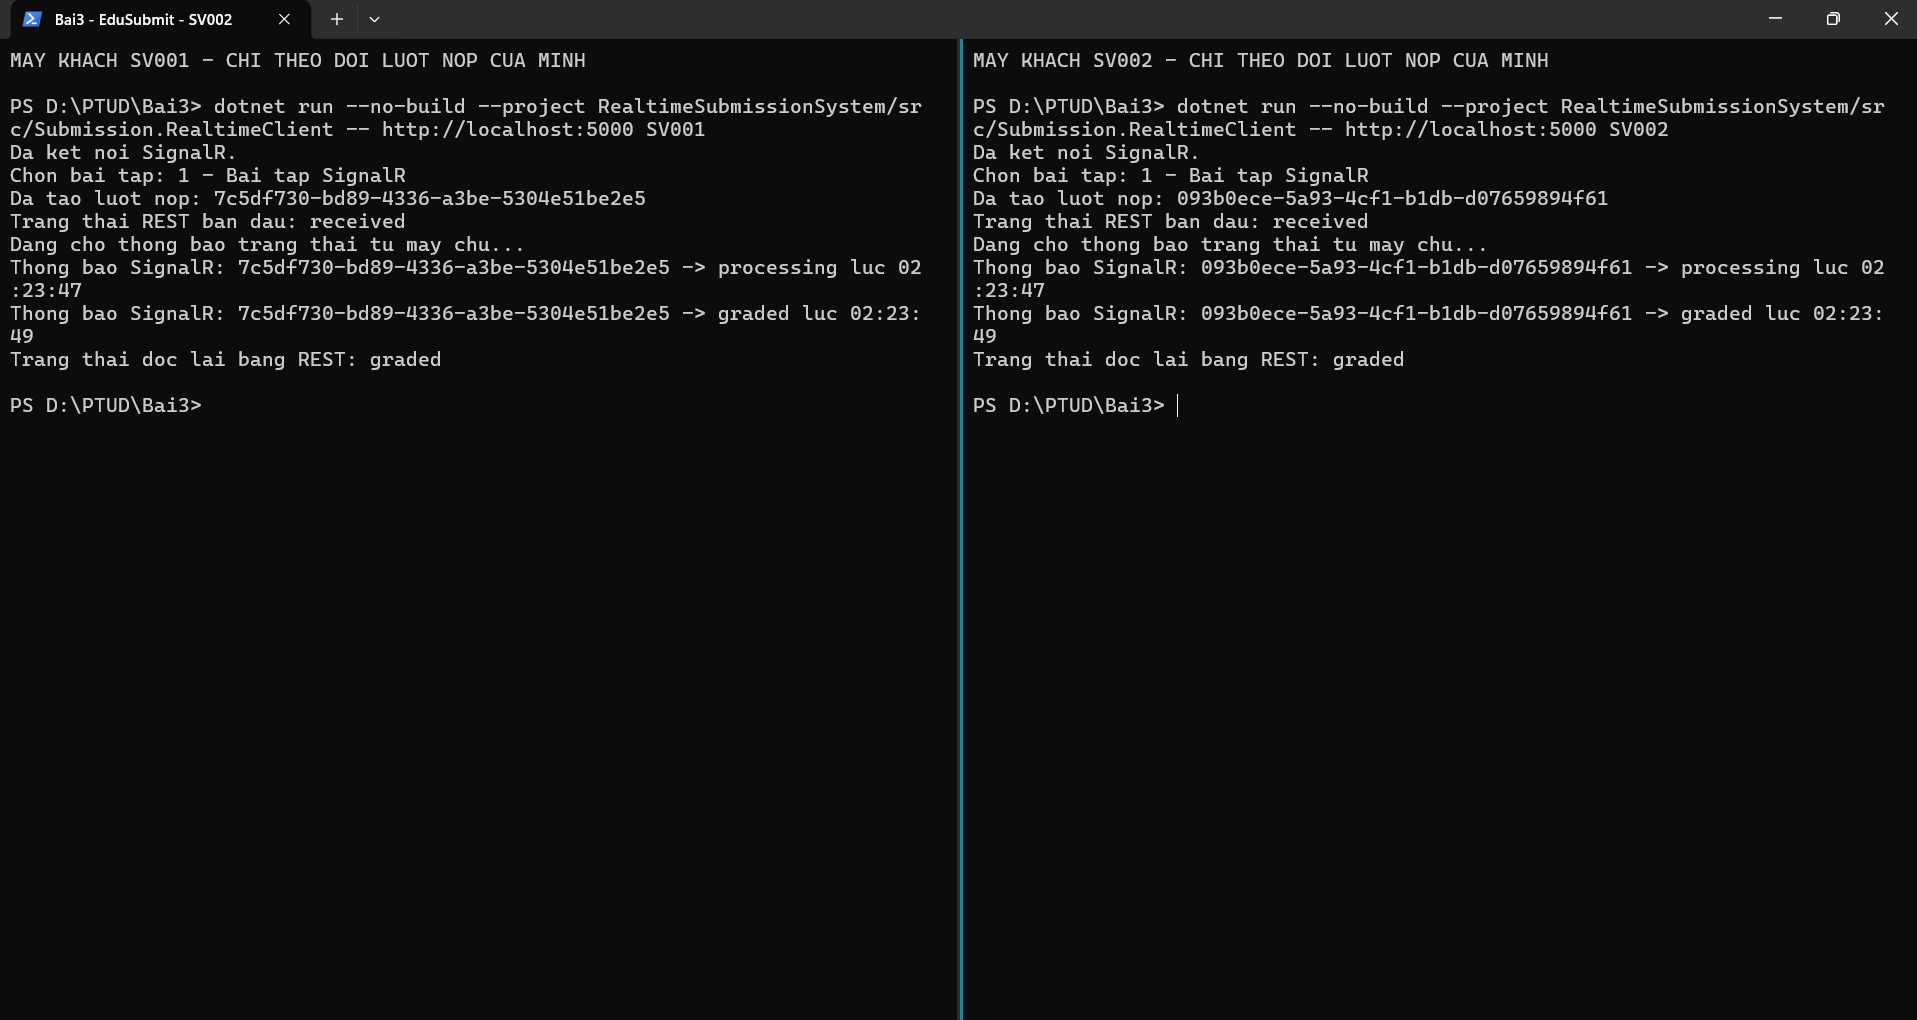 Bai3 - EduSubmit - SV002
MAY KHACH SV001 - CHI THEO DOI LUOT NOP CUA MINH
PS D:\PTUD\Bai3> dotnet run --no-build --project RealtimeSubmissionSystem/sr
c/Submission.RealtimeClient -- http://localhost:5000 SV001
Da ket noi SignalR.
Chon bai tap: 1 - Bai tap SignalR
Da tao luot nop: 7c5df730-bd89-4336-a3be-5304e51be2e5
Trang thai REST ban dau: received
Dang cho thong bao trang thai tu may chu...
Thong bao SignalR: 7c5df730-bd89-4336-a3be-5304e51be2e5 -> processing luc 02
:23:47
Thong bao SignalR: 7c5df730-bd89-4336-a3be-5304e51be2e5 -> graded luc 02:23:
49
Trang thai doc lai bang REST: graded
PS D:\PTUD\Bai3>
MAY KHACH SV002 - CHI THEO DOI LUOT NOP CUA MINH
PS D:\PTUD\Bai3> dotnet run --no-build --project RealtimeSubmissionSystem/sr
c/Submission.RealtimeClient -- http://localhost:5000 SV002
Da ket noi SignalR.
Chon bai tap: 1 - Bai tap SignalR
Da tao luot nop: 093b0ece-5a93-4cf1-b1db-d07659894f61
Trang thai REST ban dau: received
Dang cho thong bao trang thai tu may chu...
Thong bao SignalR: 093b0ece-5a93-4cf1-b1db-d07659894f61 -> processing luc 02
:23:47
Thong bao SignalR: 093b0ece-5a93-4cf1-b1db-d07659894f61 -> graded luc 02:23:
49
Trang thai doc lai bang REST: graded
PS D:\PTUD\Bai3>